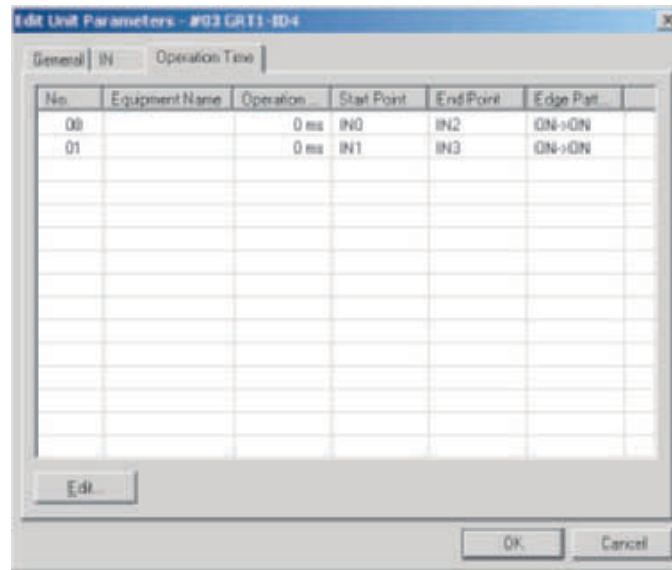 Edit Unit Parameters - #03 GRT1-ID4
General IN Operation Time
No. Equipment Name Operation ... Start Point End Point Edge Patt...
00 0 ms IN0 IN2 ON->ON
01 0 ms IN1 IN3 ON->ON
Edit...
OK Cancel